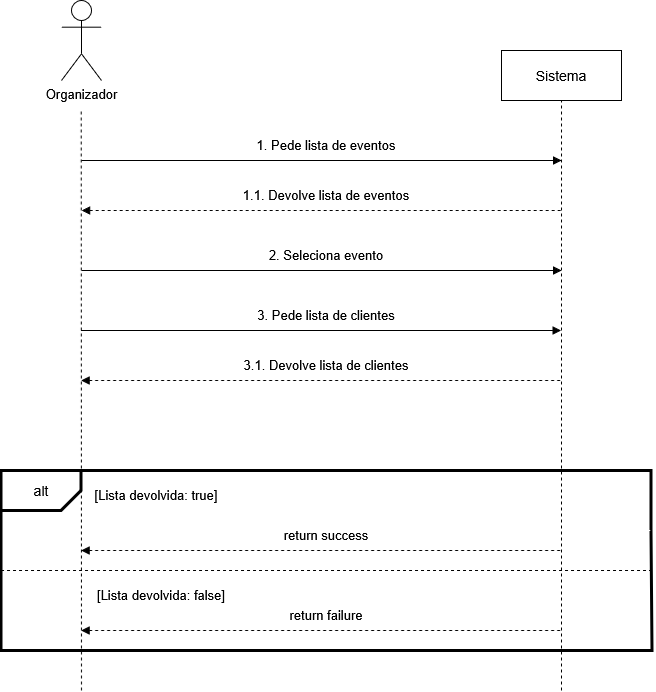 Organizador
Sistema
1. Pede lista de eventos
1.1. Devolve lista de eventos
2. Seleciona evento
3. Pede lista de clientes
3.1. Devolve lista de clientes
alt
[Lista devolvida: true]
return success
[Lista devolvida: false]
return failure